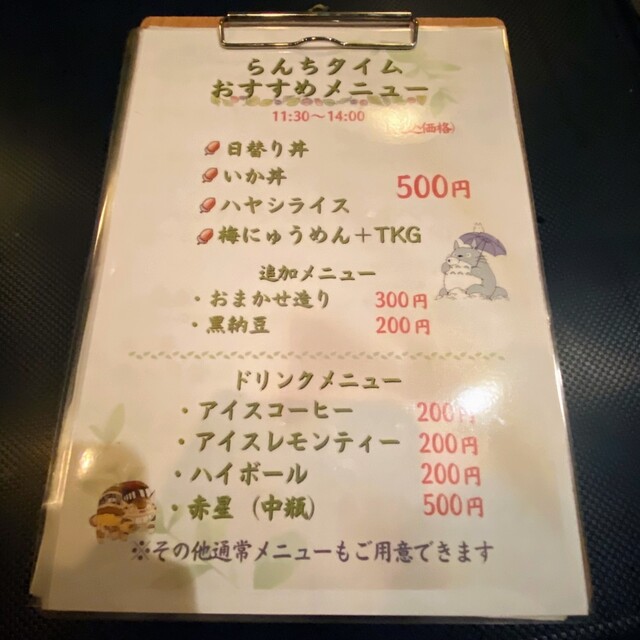 らんちタイム
おすすめメニュー
11:30～14:00
価格)
日替り丼
いか丼
500円
ハヤシライス
梅にゅうめん＋TKG
追加メニュー
・おまかせ造り 300円
・黒納豆 200円
ドリンクメニュー
・アイスコーヒー 200円
・アイスレモンティー 200円
・ハイボール 200円
・赤星 (中瓶) 500円
※その他通常メニューもご用意できます